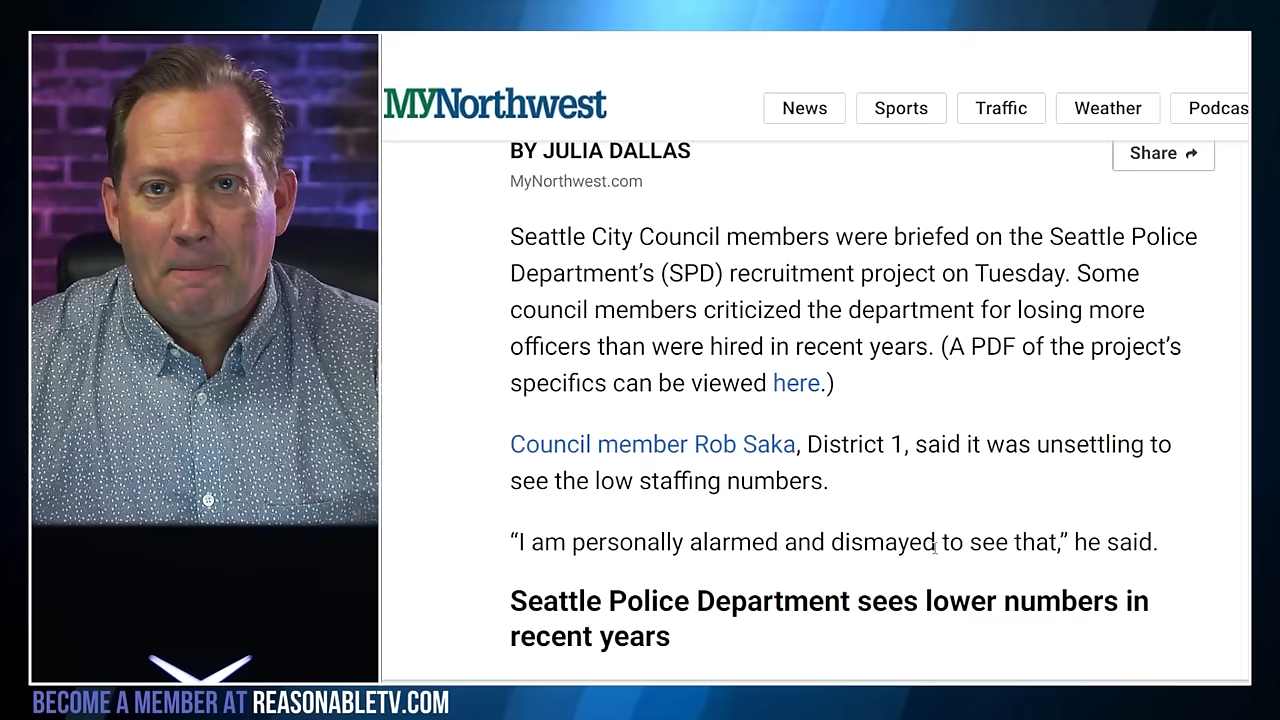 MyNorthwest
News
Sports
Traffic
Weather
Podcas
BY JULIA DALLAS
MyNorthwest.com
Share
Seattle City Council members were briefed on the Seattle Police
Department’s (SPD) recruitment project on Tuesday. Some
council members criticized the department for losing more
officers than were hired in recent years. (A PDF of the project’s
specifics can be viewed here.)
Council member Rob Saka, District 1, said it was unsettling to
see the low staffing numbers.
“I am personally alarmed and dismayed to see that,” he said.
Seattle Police Department sees lower numbers in
recent years
BECOME A MEMBER AT REASONABLETV.COM